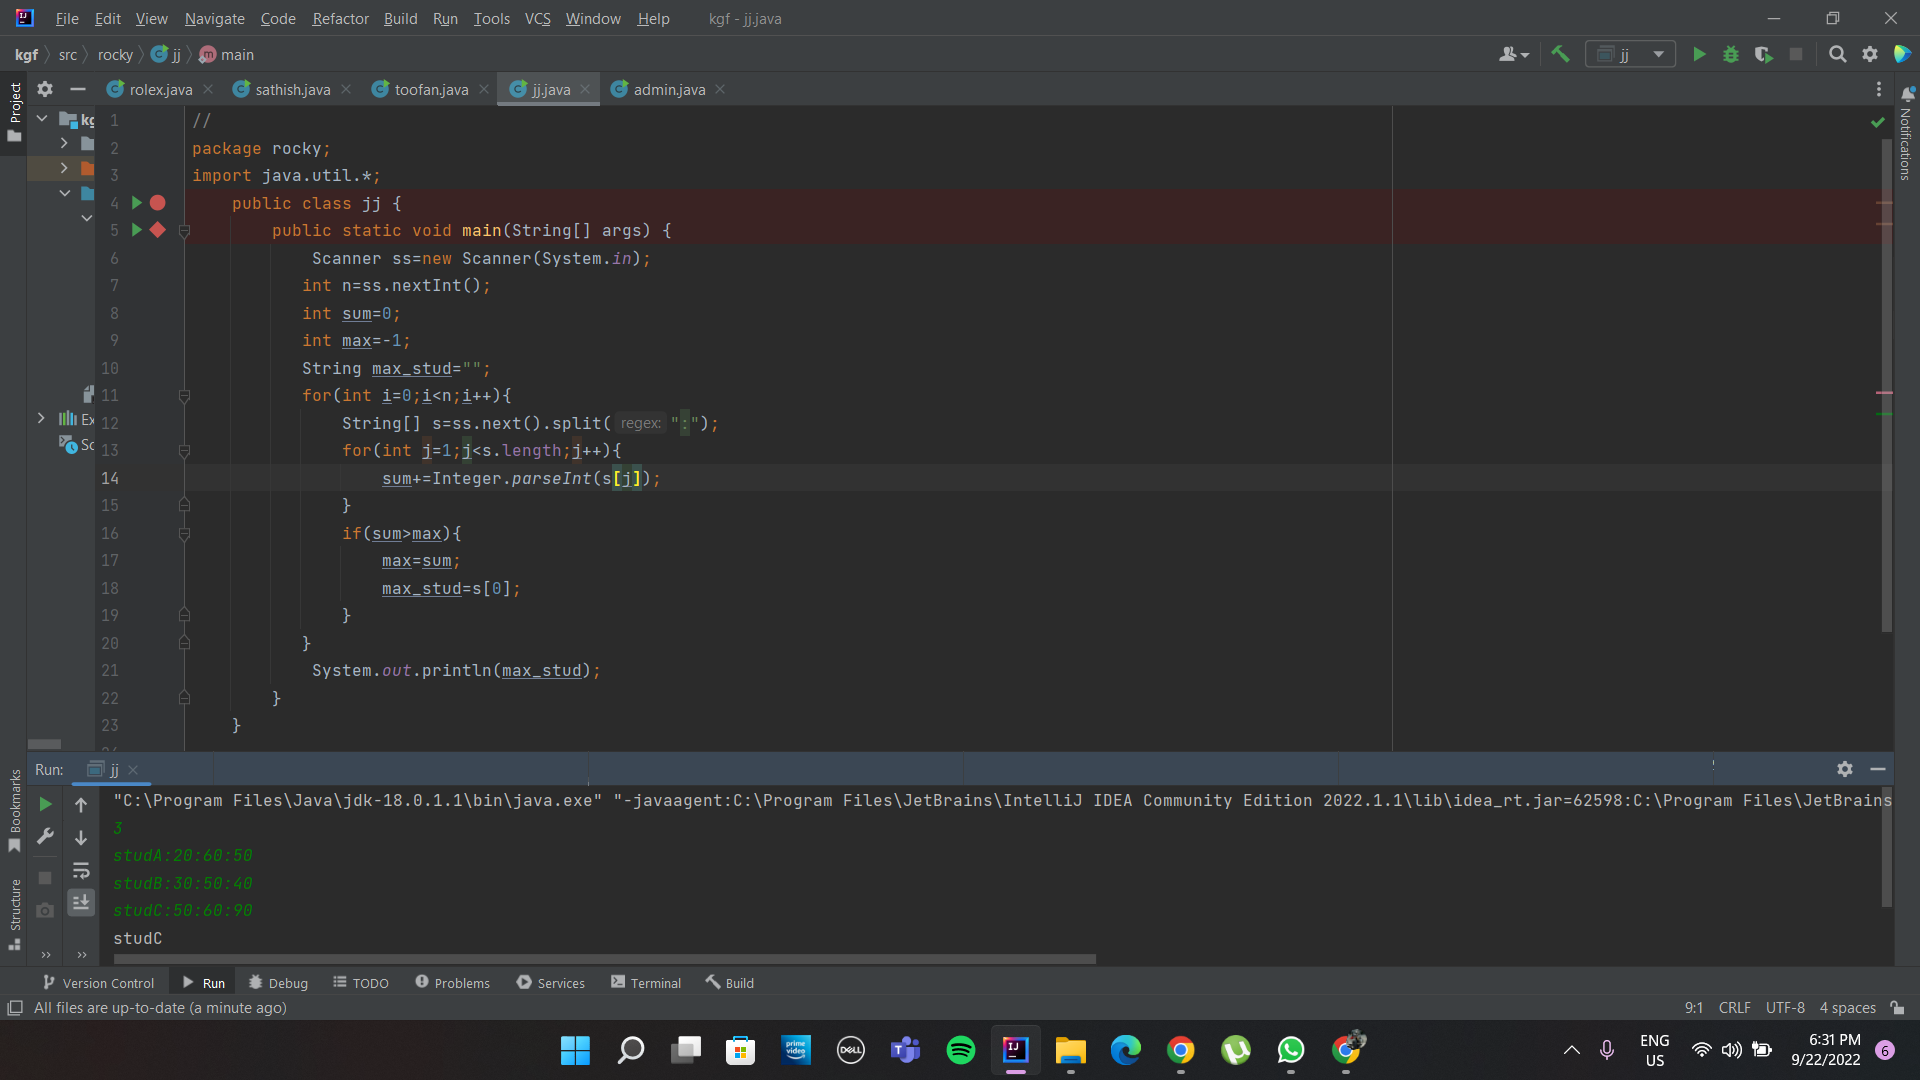 File Edit View Navigate Code Refactor Build Run Tools VCS Window Help kgf - jj.java
kgf src rocky jj main
jj
rolex.java sathish.java toofan.java jj.java admin.java
Project
Notifications
kg
Ex
Sc
1 //
2 package rocky;
3 import java.util.*;
4 public class jj {
5 public static void main(String[] args) {
6 Scanner ss=new Scanner(System.in);
7 int n=ss.nextInt();
8 int sum=0;
9 int max=-1;
10 String max_stud="";
11 for(int i=0;i<n;i++){
12 String[] s=ss.next().split( regex: ":");
13 for(int j=1;j<s.length;j++){
14 sum+=Integer.parseInt(s[j]);
15 }
16 if(sum>max){
17 max=sum;
18 max_stud=s[0];
19 }
20 }
21 System.out.println(max_stud);
22 }
23 }
Bookmarks
Structure
Run: jj
"C:\Program Files\Java\jdk-18.0.1.1\bin\java.exe" "-javaagent:C:\Program Files\JetBrains\IntelliJ IDEA Community Edition 2022.1.1\lib\idea_rt.jar=62598:C:\Program Files\JetBrains
3
studA:20:60:50
studB:30:50:40
studC:50:60:90
studC
Version Control Run Debug TODO Problems Services Terminal Build
All files are up-to-date (a minute ago) 9:1 CRLF UTF-8 4 spaces
prime video
DELL
IJ
ENG
US
6:31 PM
9/22/2022
6